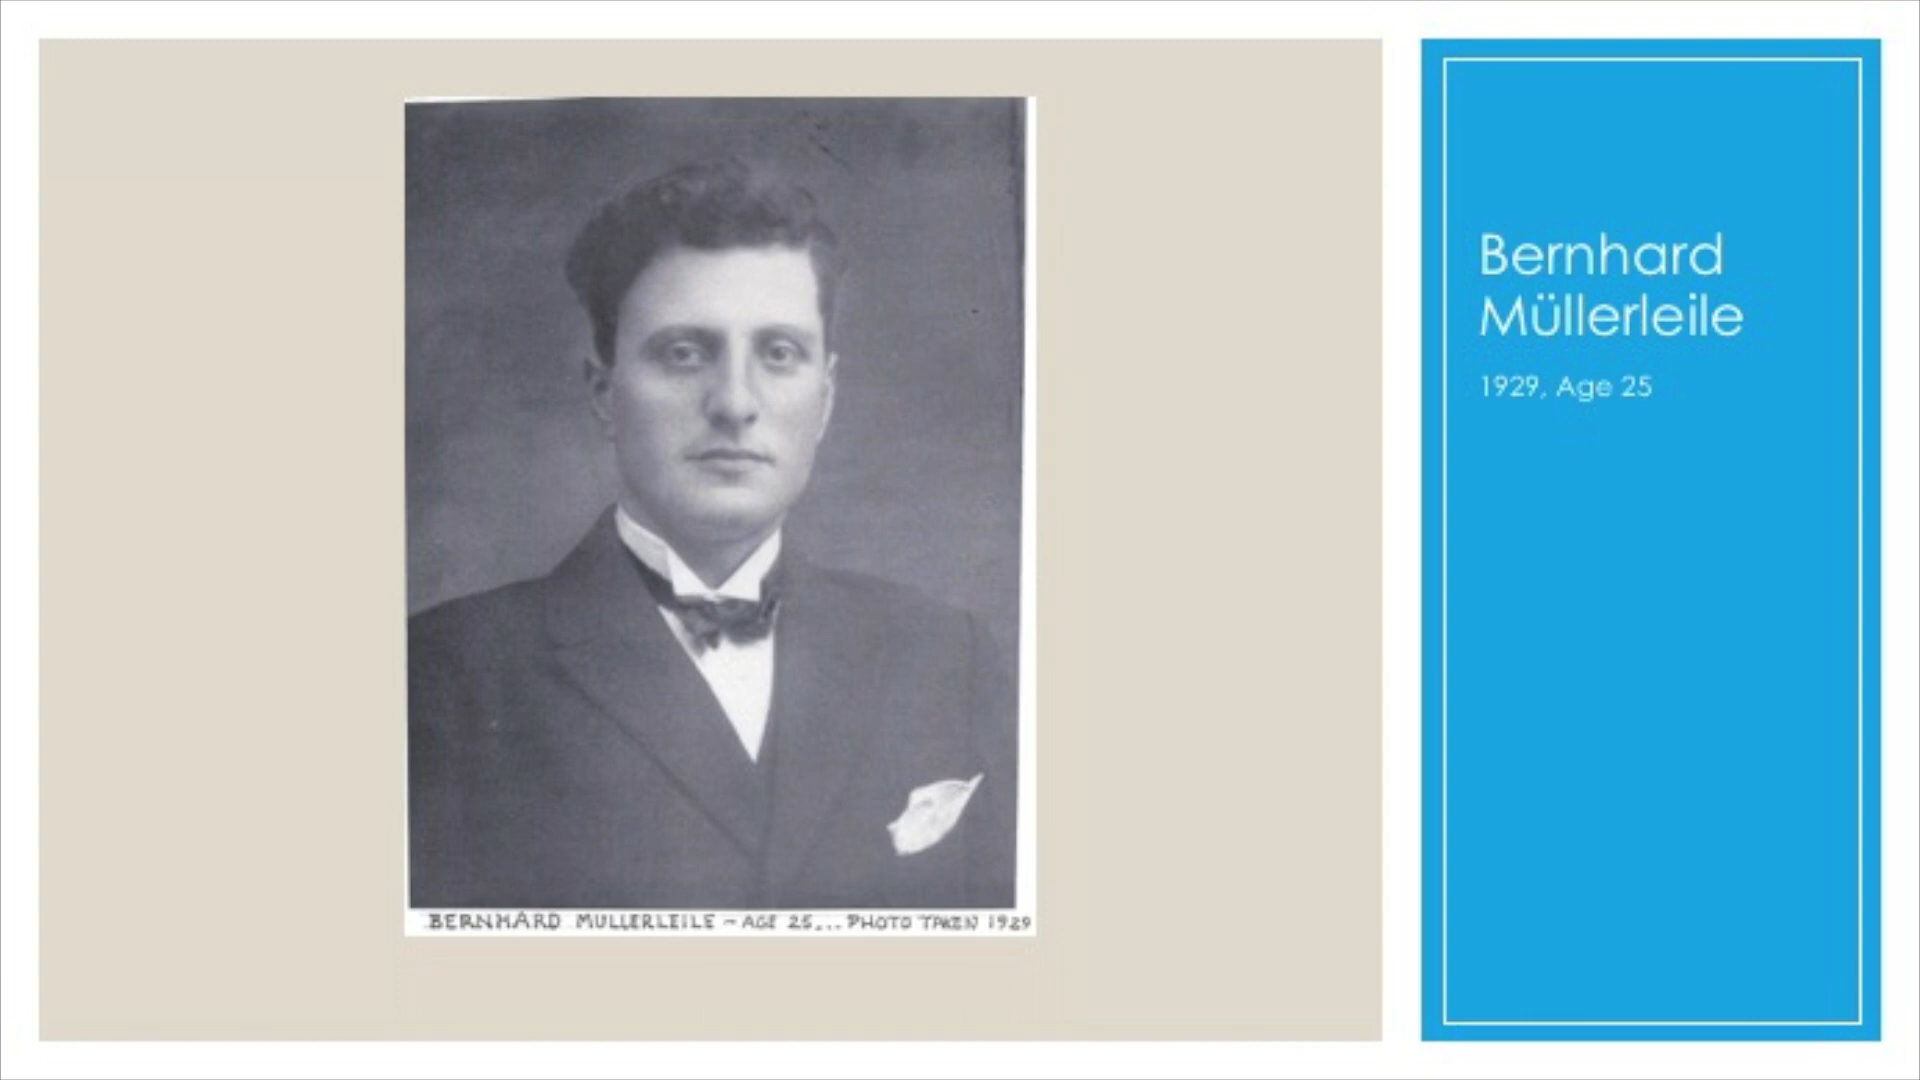 BERNHARD MULLERLEILE - AGE 25... PHOTO TAKEN 1929
Bernhard
Müllerleile
1929, Age 25